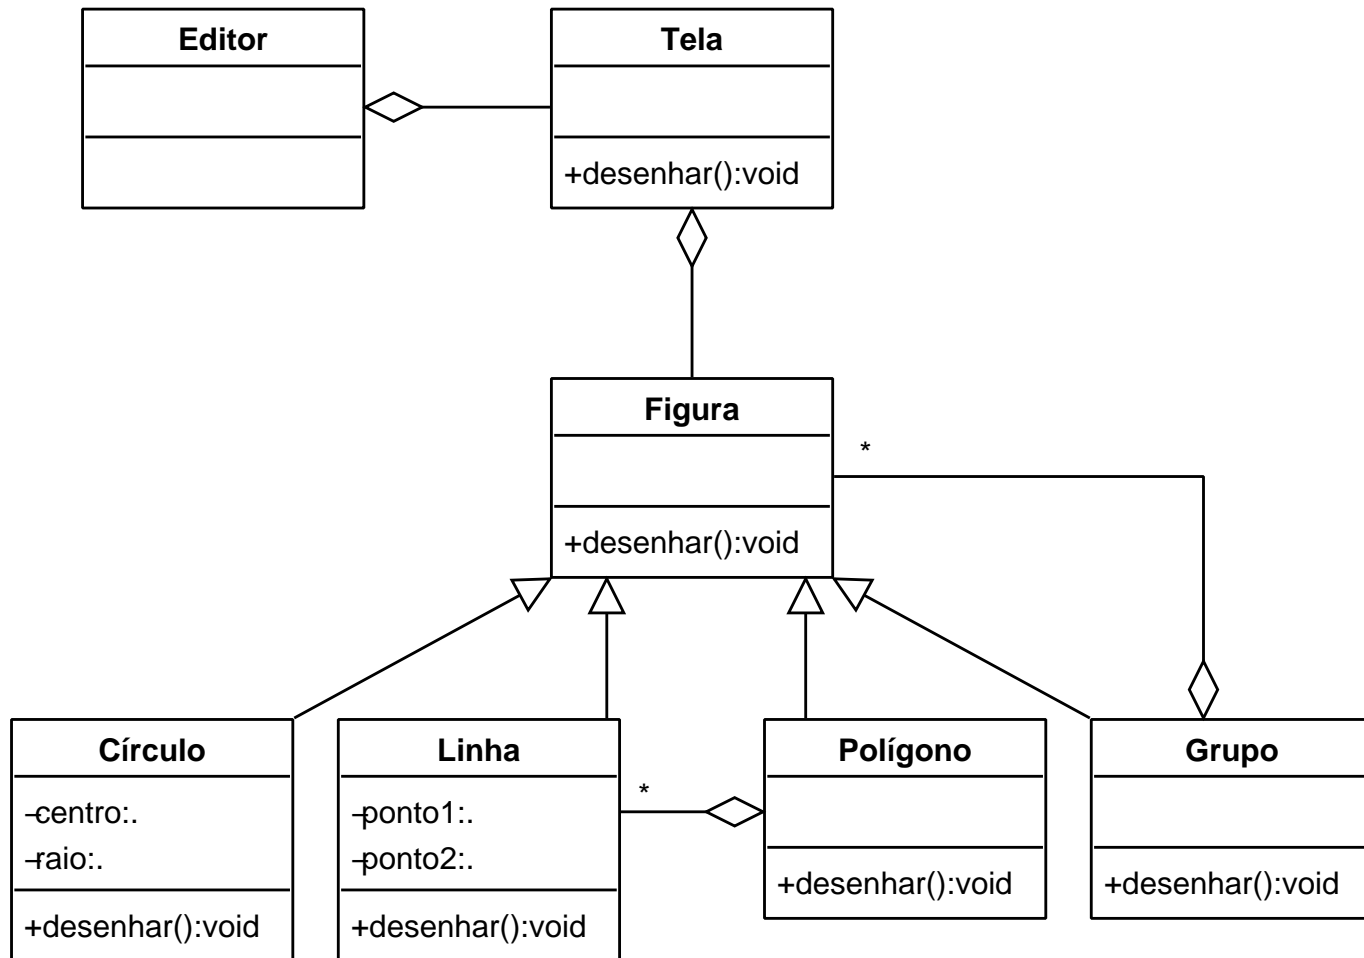 Editor
Tela
+desenhar():void
Figura
*
+desenhar():void
Círculo
-centro:.
-raio:.
+desenhar():void
Linha
-ponto1:.
-ponto2:.
+desenhar():void
*
Polígono
+desenhar():void
Grupo
+desenhar():void